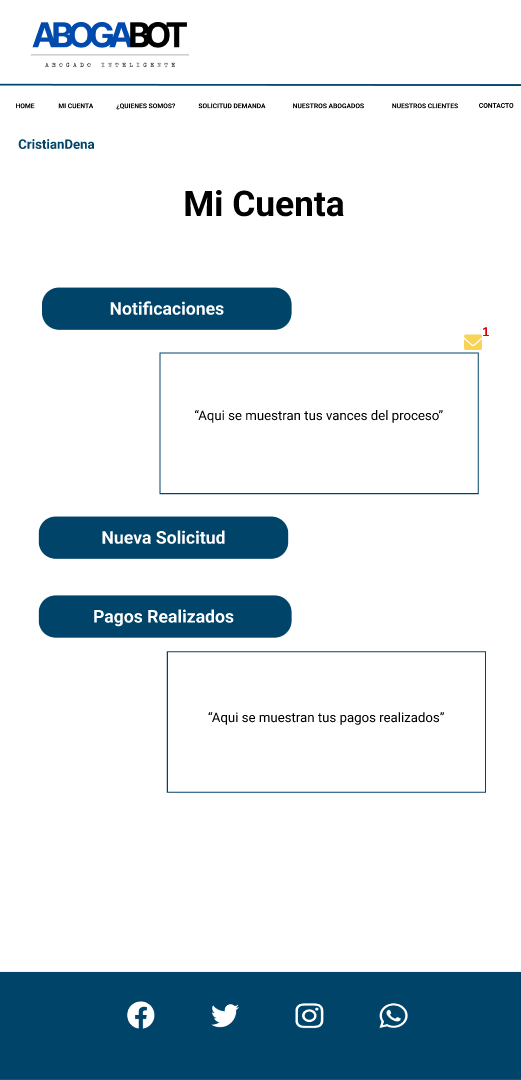 ABOGABOT
ABOGADO INTELIGENTE
HOME MI CUENTA ¿QUIENES SOMOS? SOLICITUD DEMANDA NUESTROS ABOGADOS NUESTROS CLIENTES CONTACTO
CristianDena
Mi Cuenta
Notificaciones
1
“Aqui se muestran tus vances del proceso”
Nueva Solicitud
Pagos Realizados
“Aqui se muestran tus pagos realizados”